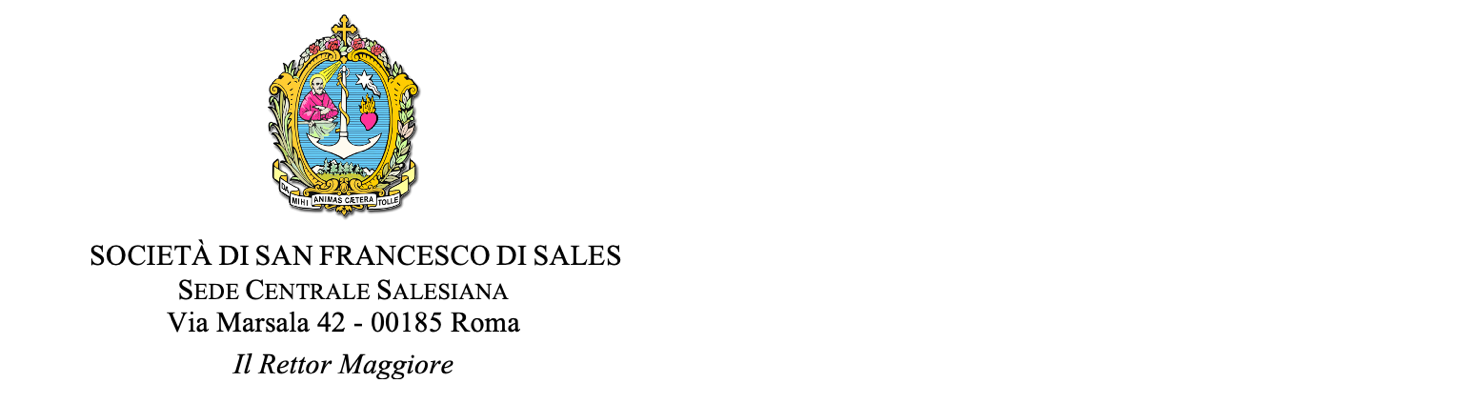 DA MIHI ANIMAS CÆTERA TOLLE
SOCIETÀ DI SAN FRANCESCO DI SALES
SEDE CENTRALE SALESIANA
Via Marsala 42 - 00185 Roma
Il Rettor Maggiore